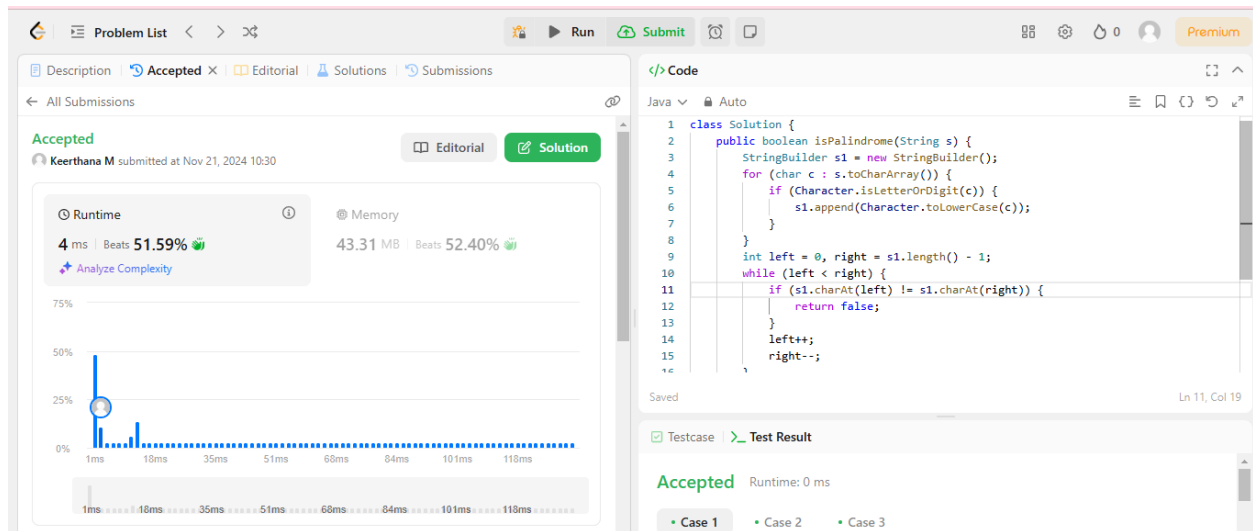 Problem List
Run
Submit
0
Premium
Description
Accepted
Editorial
Solutions
Submissions
All Submissions
Accepted
Keerthana M submitted at Nov 21, 2024 10:30
Editorial
Solution
Runtime
4 ms | Beats 51.59%
Analyze Complexity
Memory
43.31 MB | Beats 52.40%
75%
50%
25%
0%
1ms 18ms 35ms 51ms 68ms 84ms 101ms 118ms
1ms 18ms 35ms 51ms 68ms 84ms 101ms 118ms
</> Code
Java Auto
1 class Solution {
2 public boolean isPalindrome(String s) {
3 StringBuilder s1 = new StringBuilder();
4 for (char c : s.toCharArray()) {
5 if (Character.isLetterOrDigit(c)) {
6 s1.append(Character.toLowerCase(c));
7 }
8 }
9 int left = 0, right = s1.length() - 1;
10 while (left < right) {
11 if (s1.charAt(left) != s1.charAt(right)) {
12 return false;
13 }
14 left++;
15 right--;
16 }
Saved
Ln 11, Col 19
Testcase
Test Result
Accepted Runtime: 0 ms
• Case 1 • Case 2 • Case 3